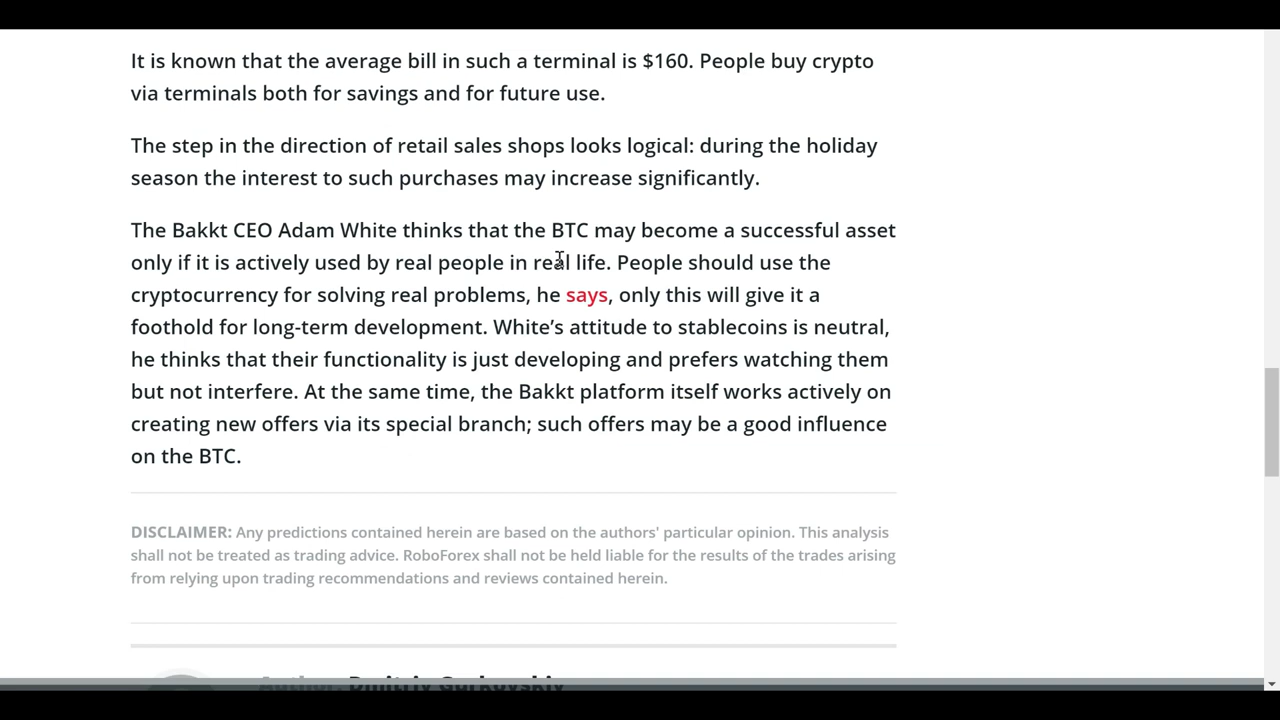 It is known that the average bill in such a terminal is $160. People buy crypto
via terminals both for savings and for future use.
The step in the direction of retail sales shops looks logical: during the holiday
season the interest to such purchases may increase significantly.
The Bakkt CEO Adam White thinks that the BTC may become a successful asset
only if it is actively used by real people in real life. People should use the
cryptocurrency for solving real problems, he says, only this will give it a
foothold for long-term development. White’s attitude to stablecoins is neutral,
he thinks that their functionality is just developing and prefers watching them
but not interfere. At the same time, the Bakkt platform itself works actively on
creating new offers via its special branch; such offers may be a good influence
on the BTC.
DISCLAIMER: Any predictions contained herein are based on the authors' particular opinion. This analysis
shall not be treated as trading advice. RoboForex shall not be held liable for the results of the trades arising
from relying upon trading recommendations and reviews contained herein.
Author: Dmitriy Gurkovskiy